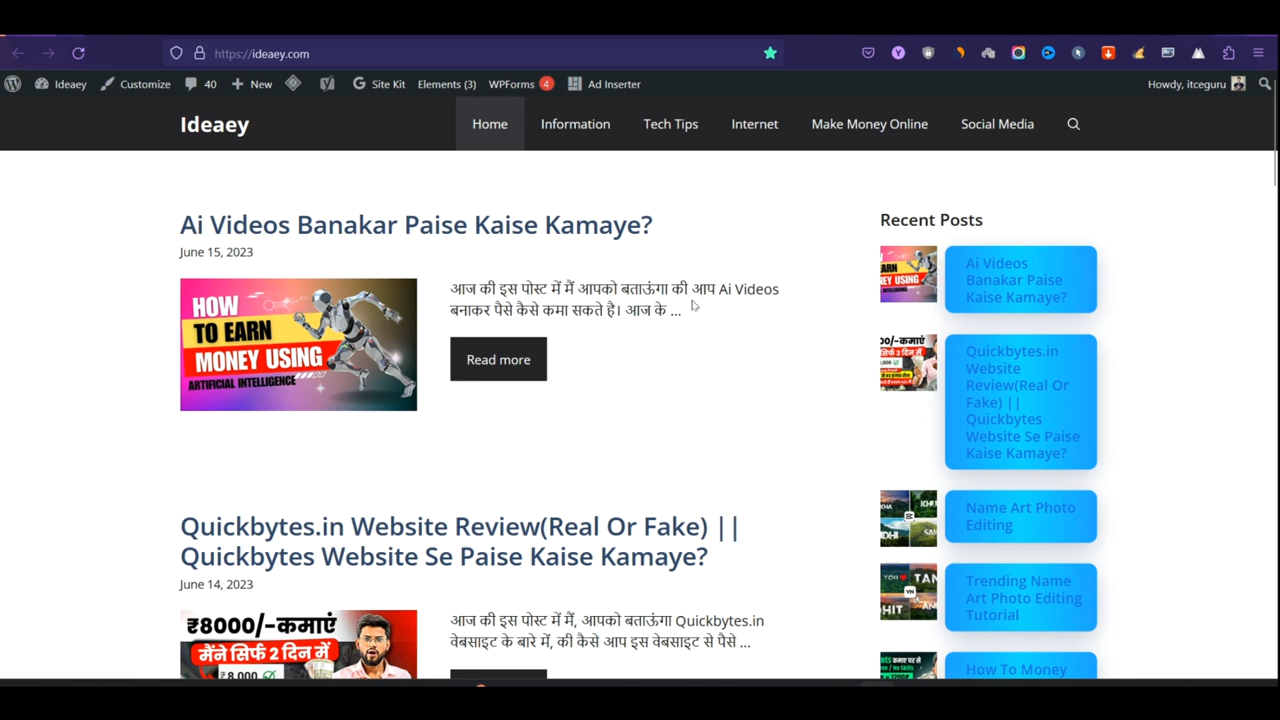 https://ideaey.com
Ideaey
Customize
40
New
Site Kit
Elements (3)
WPForms 4
Ad Inserter
Howdy, itceguru
Ideaey
Home
Information
Tech Tips
Internet
Make Money Online
Social Media
Ai Videos Banakar Paise Kaise Kamaye?
June 15, 2023
HOW
TO EARN
MONEY USING
ARTIFICIAL INTELLIGENCE
आज की इस पोस्ट में मैं आपको बताऊंगा की आप Ai Videos
बनाकर पैसे कैसे कमा सकते है। आज के ...
Read more
Quickbytes.in Website Review(Real Or Fake) ||
Quickbytes Website Se Paise Kaise Kamaye?
June 14, 2023
₹8000/-कमाएं
मैंने सिर्फ 2 दिन में
₹8,000
आज की इस पोस्ट में मैं, आपको बताऊंगा Quickbytes.in
वेबसाइट के बारे में, की कैसे आप इस वेबसाइट से पैसे ...
Recent Posts
Ai Videos
Banakar Paise
Kaise Kamaye?
Quickbytes.in
Website
Review(Real Or
Fake) ||
Quickbytes
Website Se Paise
Kaise Kamaye?
Name Art Photo
Editing
Trending Name
Art Photo Editing
Tutorial
How To Money